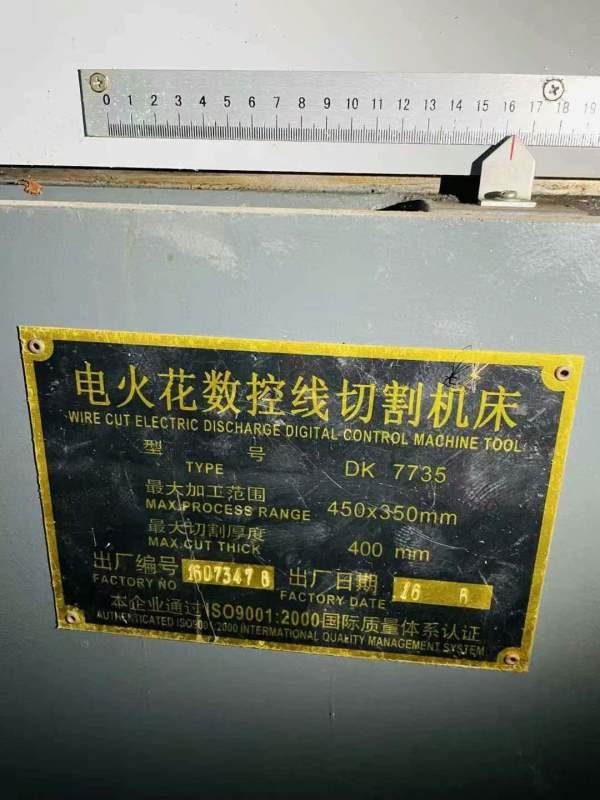 0 1 2 3 4 5 6 7 8 9 10 11 12 13 14 15 16 17 18 19
电火花数控线切割机床
WIRE CUT ELECTRIC DISCHARGE DIGITAL CONTROL MACHINE TOOL
型 号
TYPE DK 7735
最大加工范围
MAX.PROCESS RANGE 450x350mm
最大切割厚度
MAX.CUT THICK 400 mm
出厂编号 出厂日期 16 8
FACTORY NO FACTORY DATE
本企业通过ISO9001:2000国际质量体系认证
AUTHENTICATED ISO9001:2000 INTERNATIONAL QUALITY MANAGEMENT SYSTEM